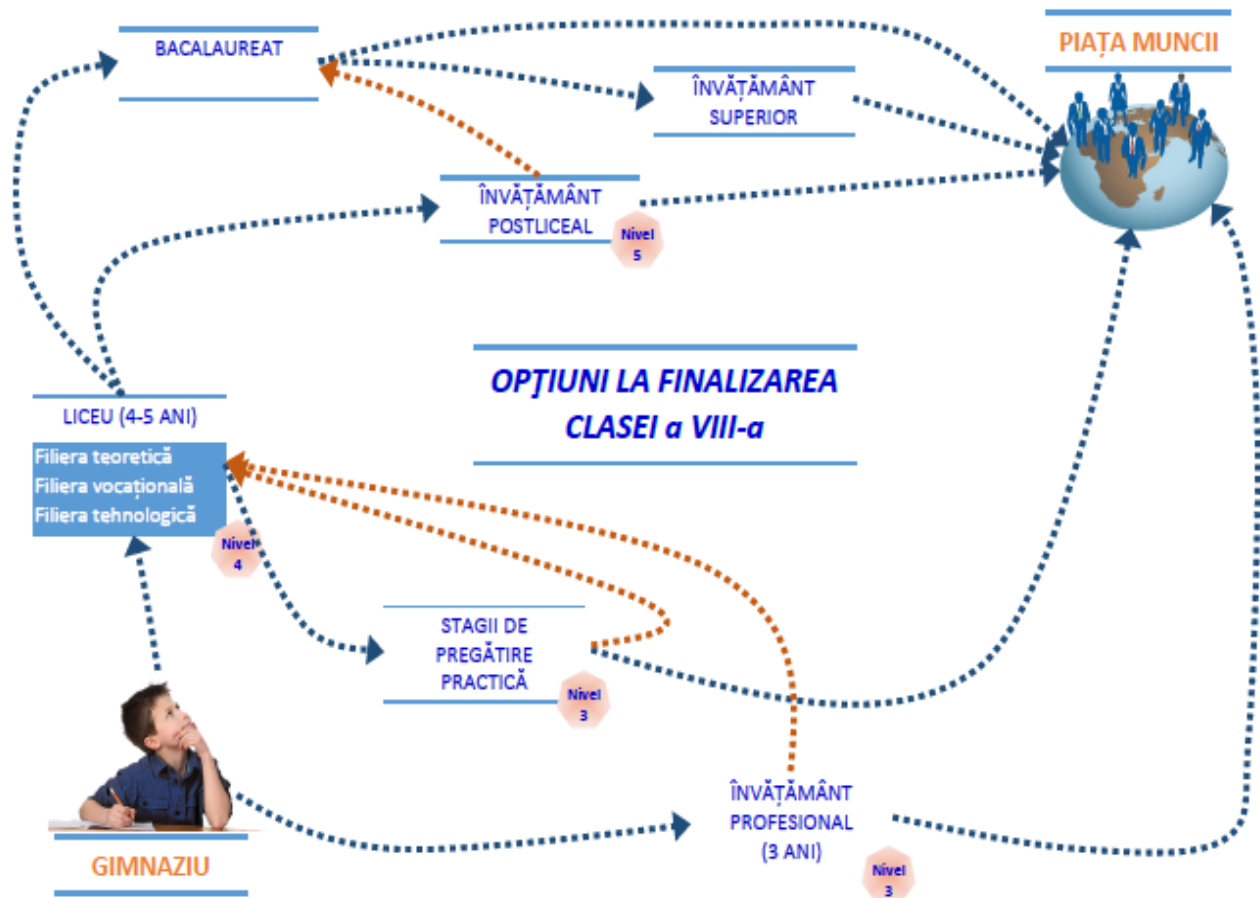 BACALAUREAT
PIAȚA MUNCII
ÎNVĂȚĂMÂNT
SUPERIOR
ÎNVĂȚĂMÂNT
POSTLICEAL
Nivel
5
OPŢIUNI LA FINALIZAREA
CLASEI a VIII-a
LICEU (4-5 ANI)
Filiera teoretică
Filiera vocațională
Filiera tehnologică
Nivel
4
STAGII DE
PREGĂTIRE
PRACTICĂ
Nivel
3
ÎNVĂȚĂMÂNT
PROFESIONAL
(3 ANI)
Nivel
3
GIMNAZIU